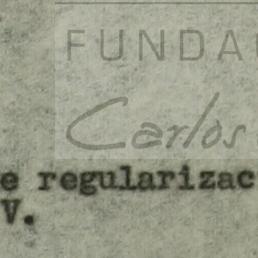 FUNDA
Carlos
e regularizac
V.